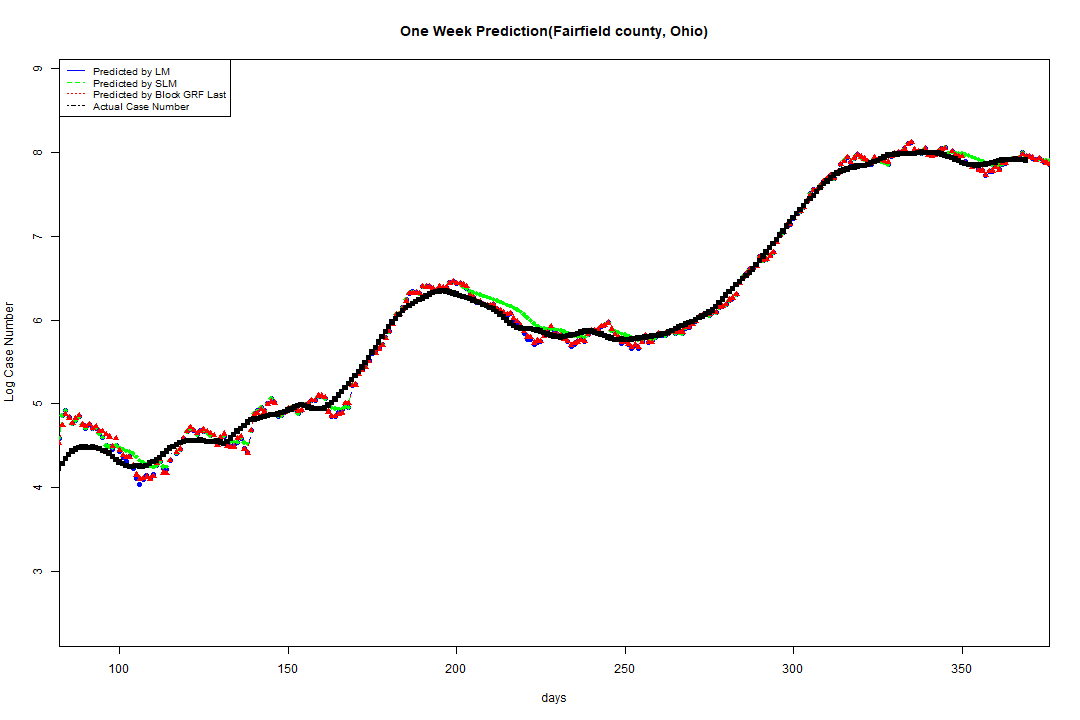 One Week Prediction(Fairfield county, Ohio)
Predicted by LM
Predicted by SLM
Predicted by Block GRF Last
Actual Case Number
Log Case Number
9
8
7
6
5
4
3
100 150 200 250 300 350
days